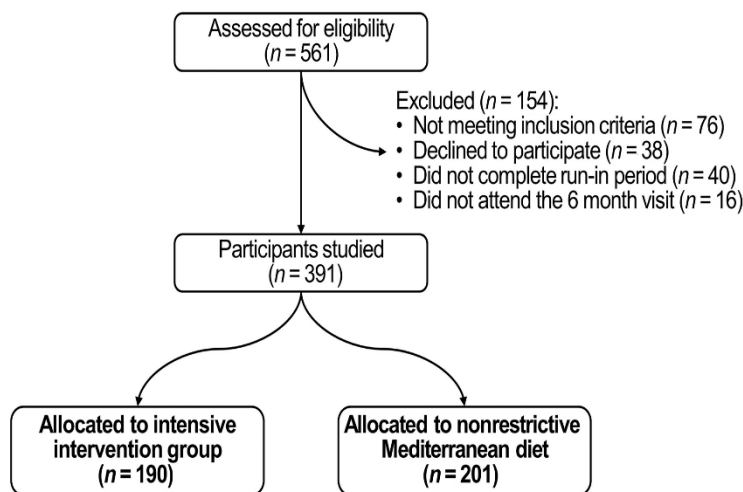 Assessed for eligibility
(n = 561)
Excluded (n = 154):
• Not meeting inclusion criteria (n = 76)
• Declined to participate (n = 38)
• Did not complete run-in period (n = 40)
• Did not attend the 6 month visit (n = 16)
Participants studied
(n = 391)
Allocated to intensive
intervention group
(n = 190)
Allocated to nonrestrictive
Mediterranean diet
(n = 201)